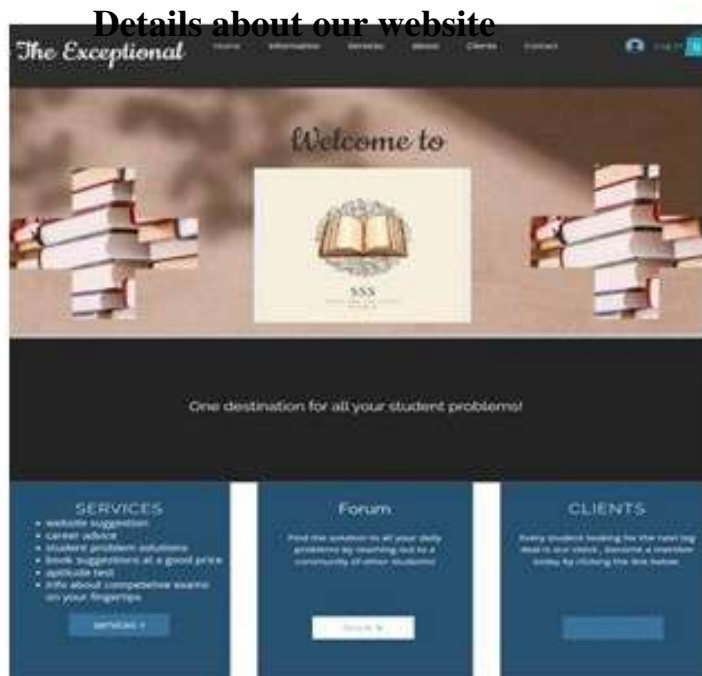 Details about our website
The Exceptional
Home Information Services About Clients Contact
Log In
Welcome to
SSS
One destination for all your student problems!
SERVICES
website suggestion
career advice
student problem solutions
book suggestions at a good price
aptitude test
info about competetive exams
on your fingertips
services >
Forum
Find the solution to all your daily
problems by reaching out to a
community of other students!
CLIENTS
Every student looking for the next big
deal is our client, become a member
today by clicking the link below